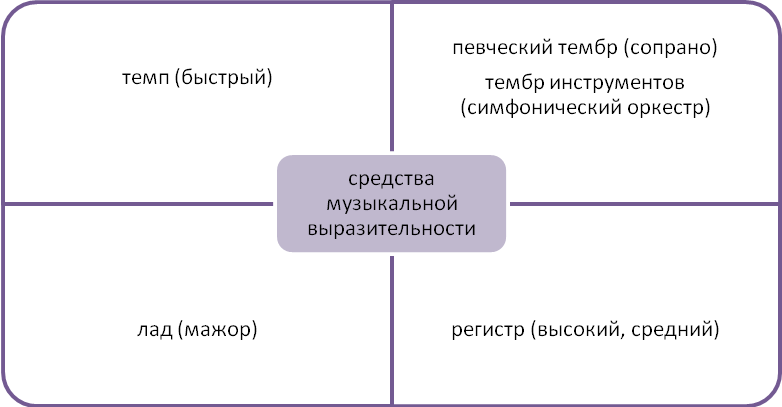 темп (быстрый)
певческий тембр (сопрано)
тембр инструментов
(симфонический оркестр)
средства
музыкальной
выразительности
лад (мажор)
регистр (высокий, средний)